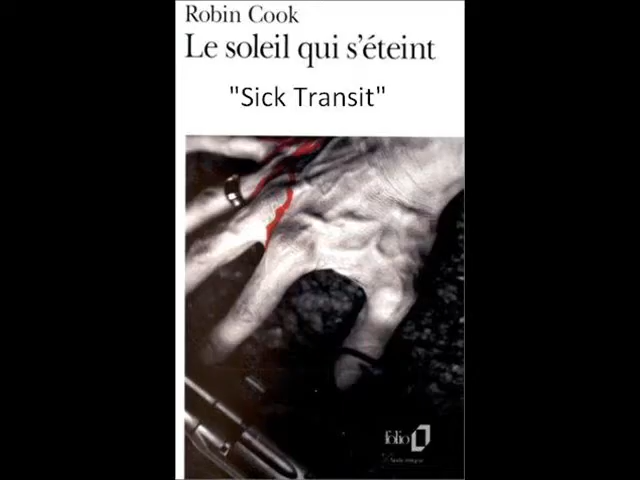 Robin Cook
Le soleil qui s'éteint
"Sick Transit"
folio